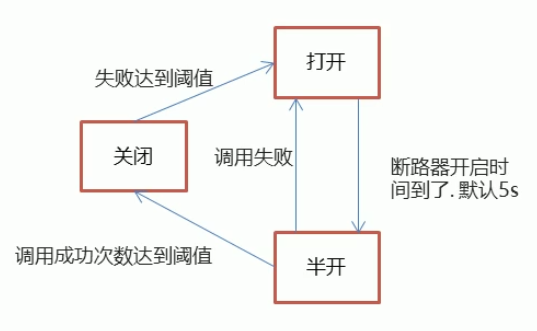 打开
失败达到阈值
关闭
调用失败
断路器开启时
间到了.默认5s
调用成功次数达到阈值
半开